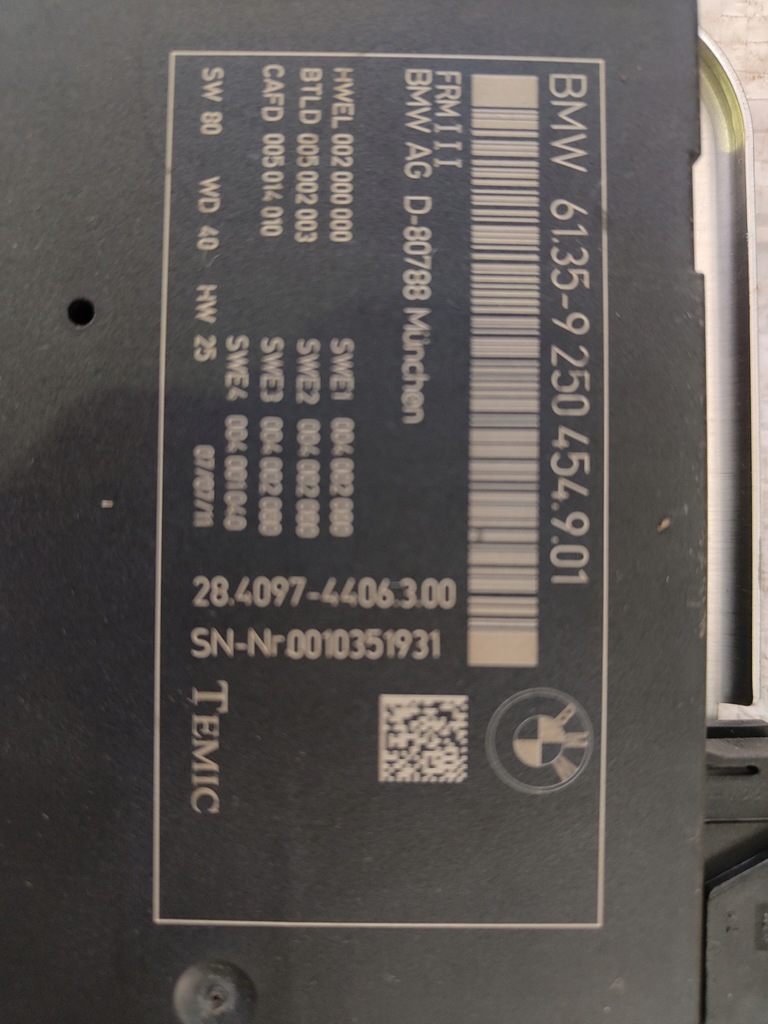 BMW 61.35-9 250 454.9.01
FRM I I I
BMW AG D-80788 München
HWEL 002 000 000 SWE1 004 002 000
BTLD 005 002 003 SWE2 004 002 000
CAFD 005 014 010 SWE3 004 002 000
SWE4 004 001 040
SW 80 WD 40 HW 25 07/07/11
28.4097-4406.3.00
SN-Nr.0010351931
TEMIC